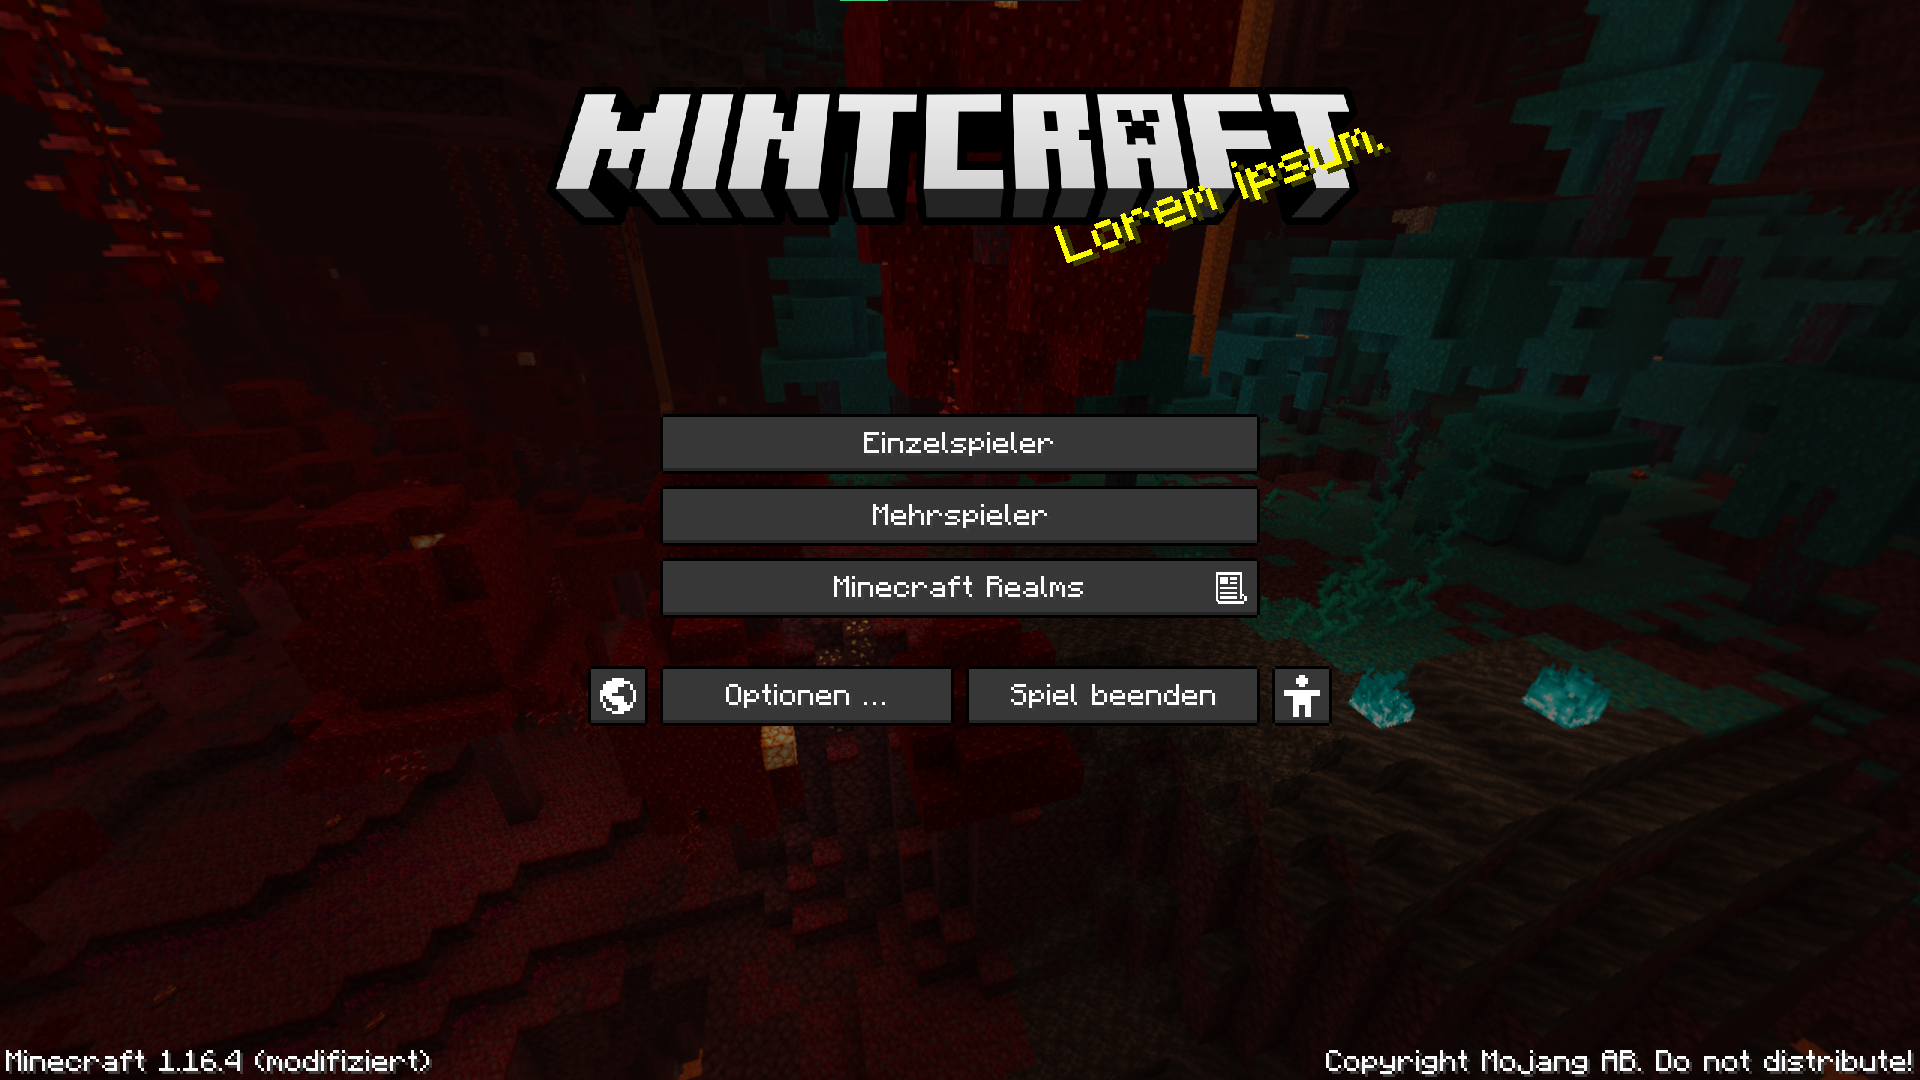 MINTCRAFT
Lorem ipsum.
Einzelspieler
Mehrspieler
Minecraft Realms
Optionen ...
Spiel beenden
Minecraft 1.16.4 (modifiziert)
Copyright Mojang AB. Do not distribute!